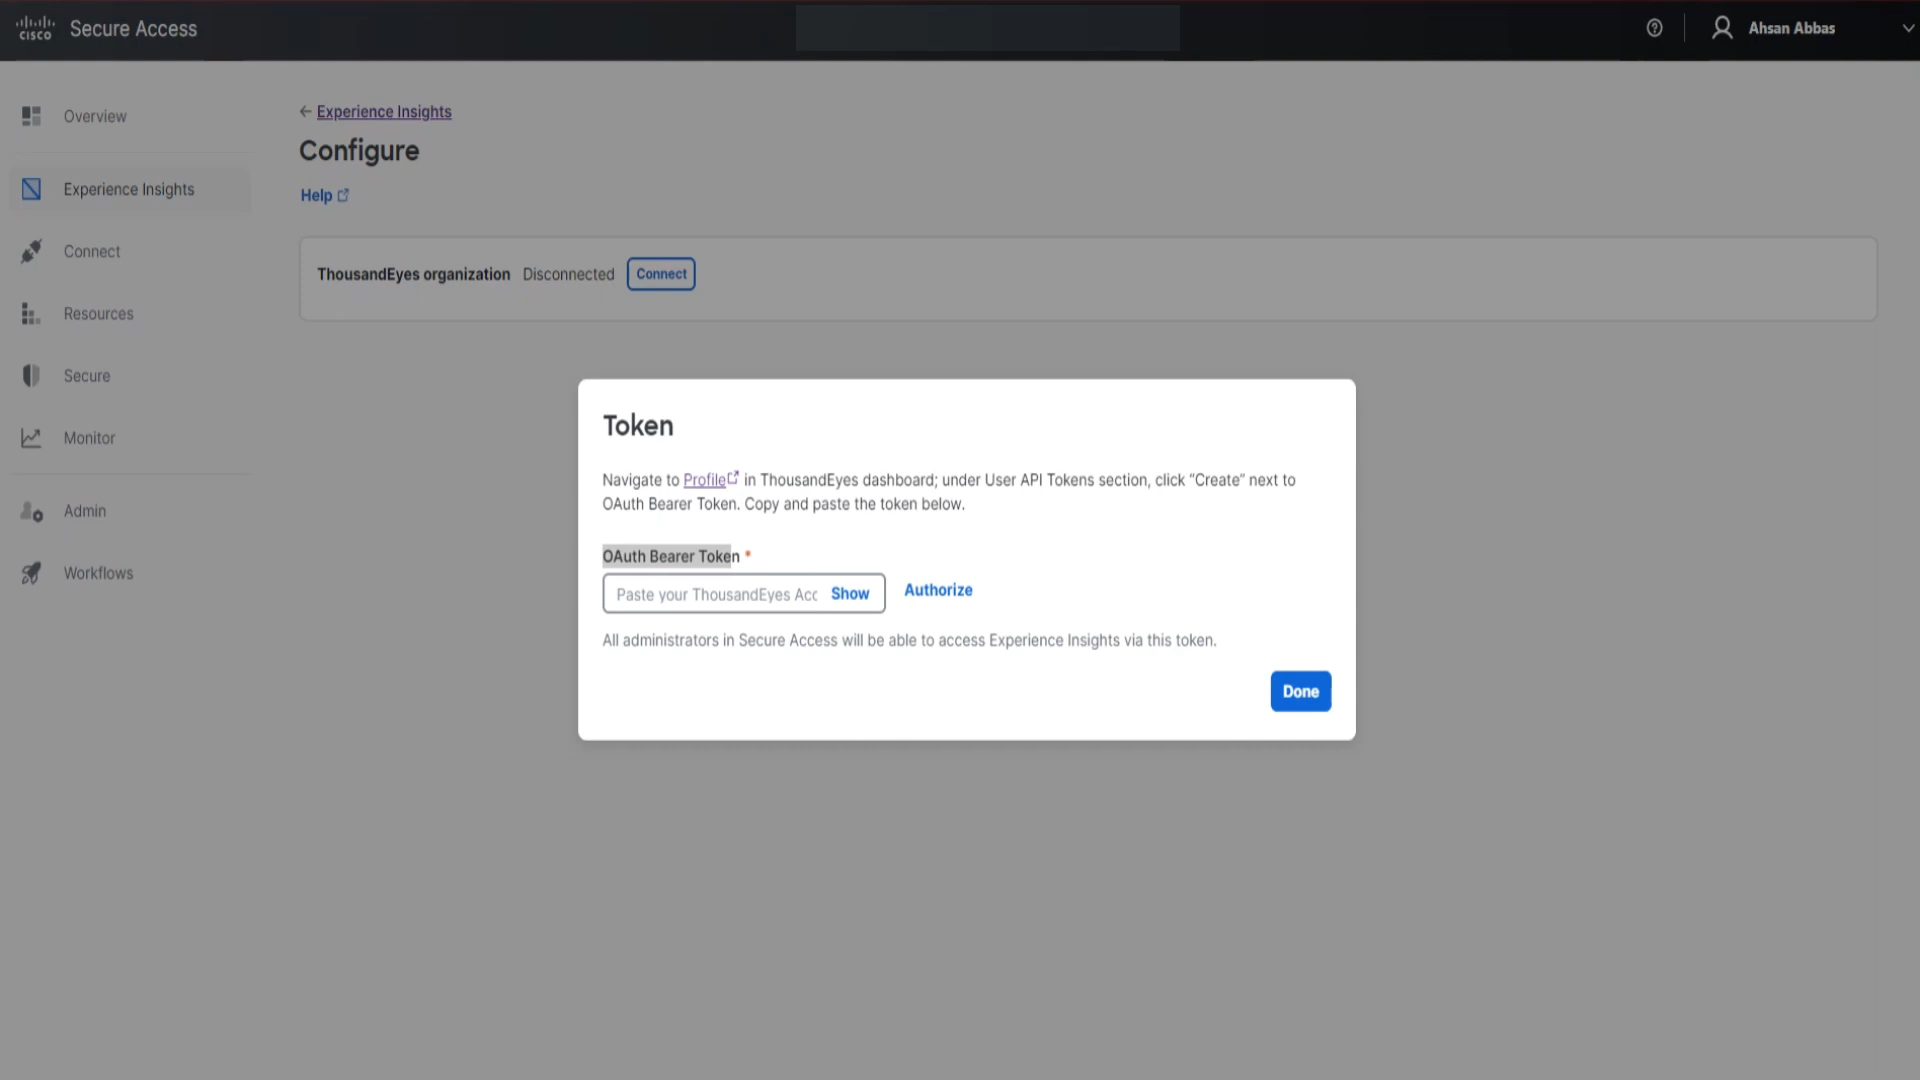 CISCO Secure Access
Ahsan Abbas
Overview
Experience Insights
Connect
Resources
Secure
Monitor
Admin
Workflows
← Experience Insights
Configure
Help
ThousandEyes organization Disconnected Connect
Token
Navigate to Profile in ThousandEyes dashboard; under User API Tokens section, click “Create” next to
OAuth Bearer Token. Copy and paste the token below.
OAuth Bearer Token *
Paste your ThousandEyes Acc Show Authorize
All administrators in Secure Access will be able to access Experience Insights via this token.
Done